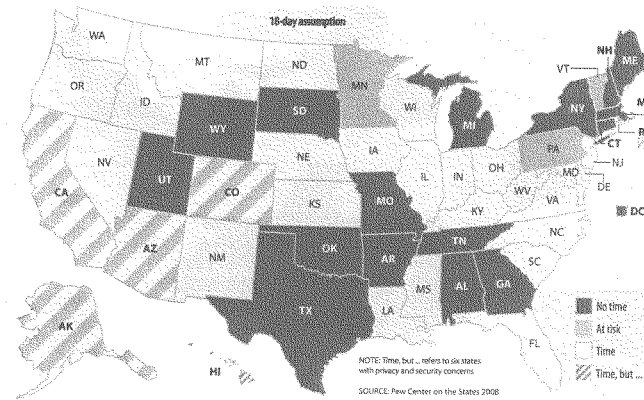 18-day assumption
WA
MT
ND
MN
VT
NH
ME
OR
ID
SD
WI
MI
NY
WY
NE
IA
PA
CT
NJ
MD
DE
NV
UT
CO
IL
IN
OH
WV
VA
DC
CA
KS
MO
KY
AZ
NM
OK
AR
TN
NC
SC
TX
LA
MS
AL
GA
FL
AK
HI
No time
At risk
Time
Time, but ...
NOTE: Time, but ... refers to six states
with privacy and security concerns
SOURCE: Pew Center on the States 2008